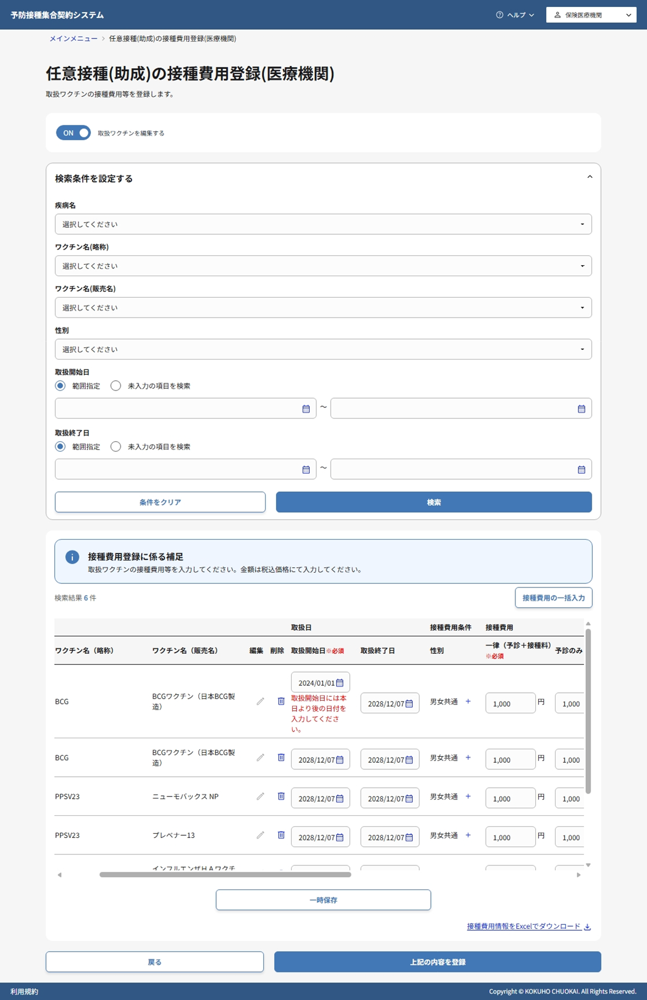 予防接種集合契約システム
ヘルプ
保険医療機関
メインメニュー > 任意接種(助成)の接種費用登録(医療機関)
任意接種(助成)の接種費用登録(医療機関)
取扱ワクチンの接種費用等を登録します。
ON 取扱ワクチンを編集する
検索条件を設定する
疾病名
選択してください
ワクチン名(略称)
選択してください
ワクチン名(販売名)
選択してください
性別
選択してください
取扱開始日
範囲指定 未入力の項目を検索
～
取扱終了日
範囲指定 未入力の項目を検索
～
条件をクリア
検索
接種費用登録に係る補足
取扱ワクチンの接種費用等を入力してください。金額は税込価格にて入力してください。
検索結果 6 件
接種費用の一括入力
取扱日 接種費用条件 接種費用
ワクチン名（略称） ワクチン名（販売名） 編集 削除 取扱開始日※必須 取扱終了日 性別 一律（予診＋接種料）※必須 予診のみ
BCG BCGワクチン（日本BCG製造） 2024/01/01 取扱開始日には本日より後の日付を入力してください。 2028/12/07 男女共通 + 1,000 円 1,000
BCG BCGワクチン（日本BCG製造） 2028/12/07 2028/12/07 男女共通 + 1,000 円 1,000
PPSV23 ニューモバックス NP 2028/12/07 2028/12/07 男女共通 + 1,000 円 1,000
PPSV23 プレベナー13 2028/12/07 2028/12/07 男女共通 + 1,000 円 1,000
インフルエンザＨＡワクチ
一時保存
接種費用情報をExcelでダウンロード
戻る
上記の内容を登録
利用規約
Copyright © KOKUHO CHUOKAI. All Rights Reserved.